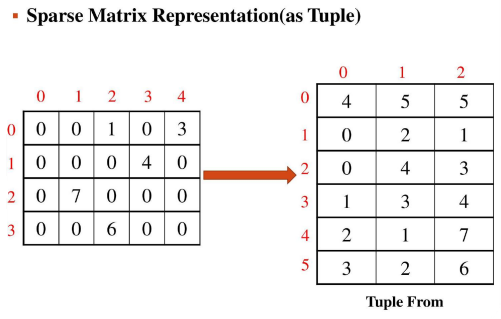 ▪ Sparse Matrix Representation(as Tuple)
0 1 2 3 4
0 0 0 1 0 3
1 0 0 0 4 0
2 0 7 0 0 0
3 0 0 6 0 0
0 1 2
0 4 5 5
1 0 2 1
2 0 4 3
3 1 3 4
4 2 1 7
5 3 2 6
Tuple From